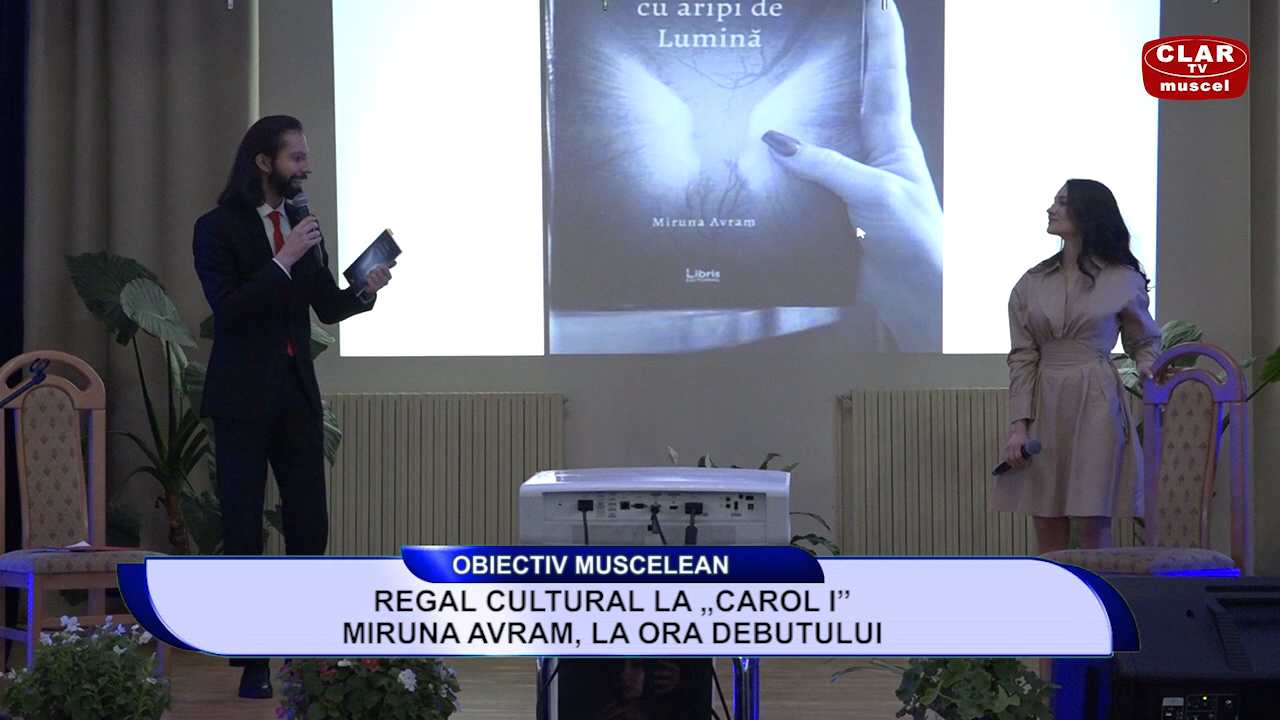 cu aripi de
Lumină
Miruna Avram
Libris
CLAR
TV
muscel
OBIECTIV MUSCELEAN
REGAL CULTURAL LA „CAROL I”
MIRUNA AVRAM, LA ORA DEBUTULUI